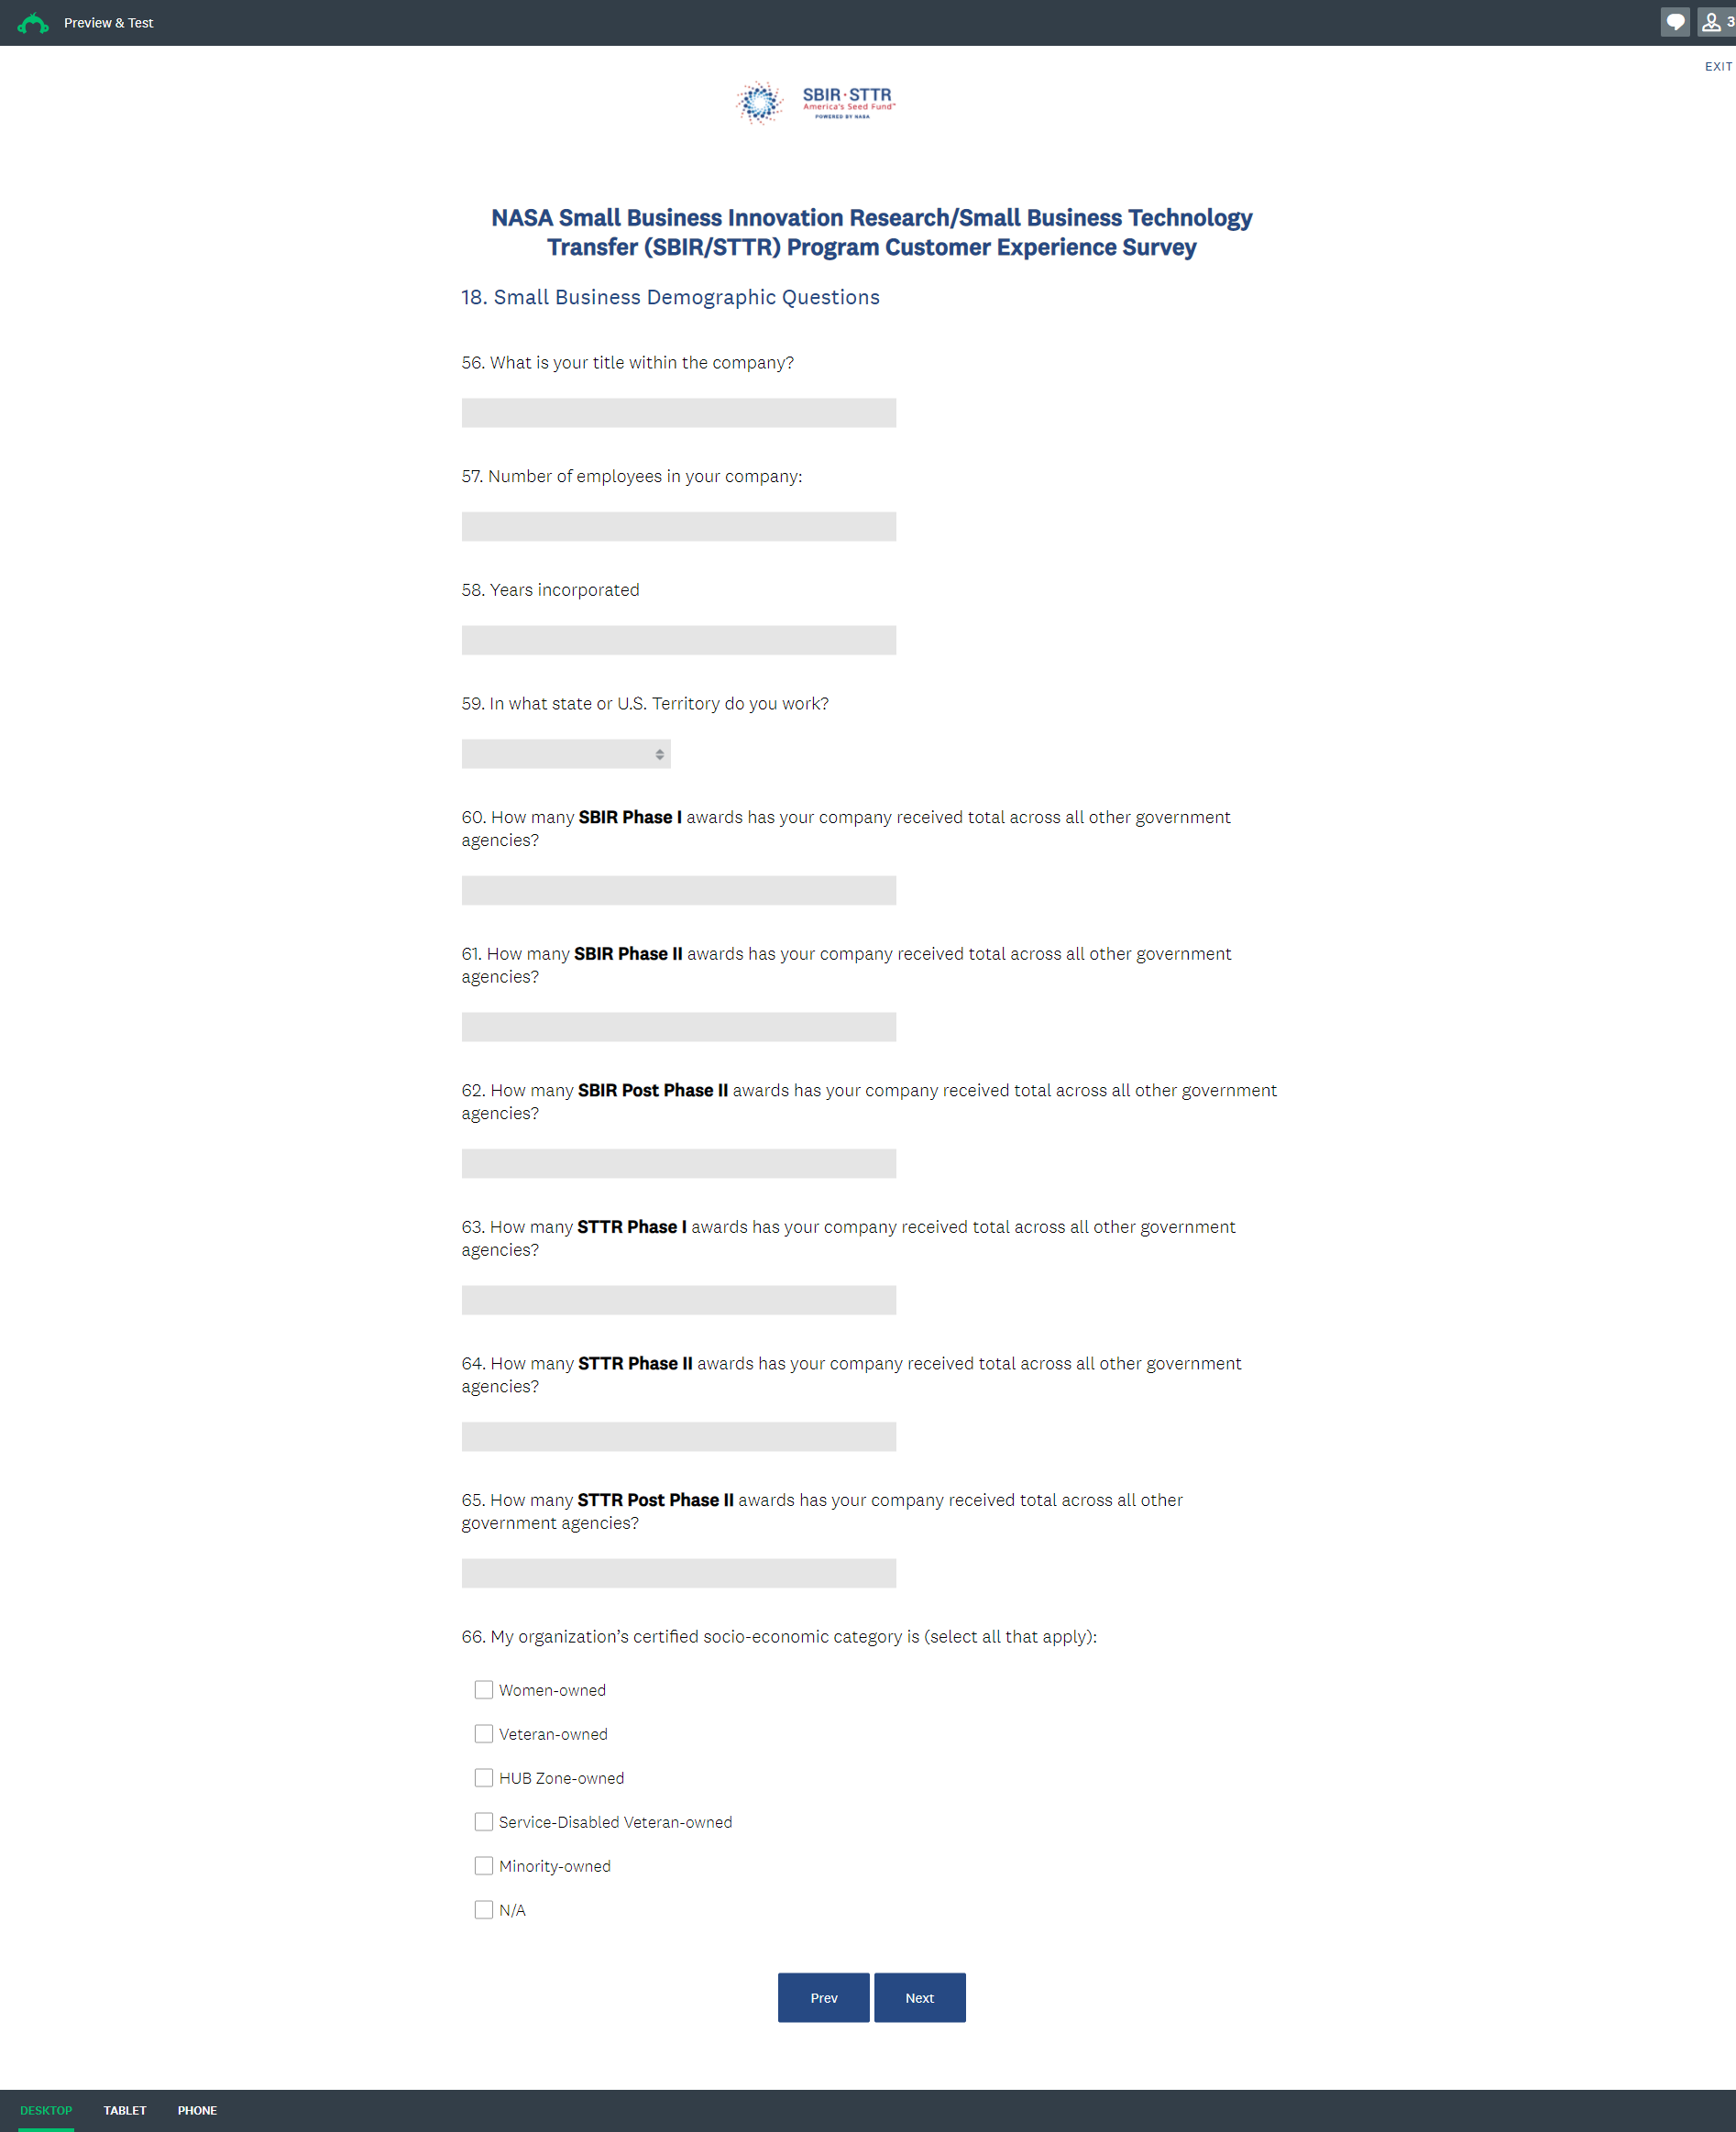 Preview & Test
3
EXIT
SBIR·STTR
America's Seed Fund™
POWERED BY NASA
NASA Small Business Innovation Research/Small Business Technology
Transfer (SBIR/STTR) Program Customer Experience Survey
18. Small Business Demographic Questions
56. What is your title within the company?
57. Number of employees in your company:
58. Years incorporated
59. In what state or U.S. Territory do you work?
60. How many SBIR Phase I awards has your company received total across all other government
agencies?
61. How many SBIR Phase II awards has your company received total across all other government
agencies?
62. How many SBIR Post Phase II awards has your company received total across all other government
agencies?
63. How many STTR Phase I awards has your company received total across all other government
agencies?
64. How many STTR Phase II awards has your company received total across all other government
agencies?
65. How many STTR Post Phase II awards has your company received total across all other
government agencies?
66. My organization's certified socio-economic category is (select all that apply):
Women-owned
Veteran-owned
HUB Zone-owned
Service-Disabled Veteran-owned
Minority-owned
N/A
Prev Next
DESKTOP TABLET PHONE